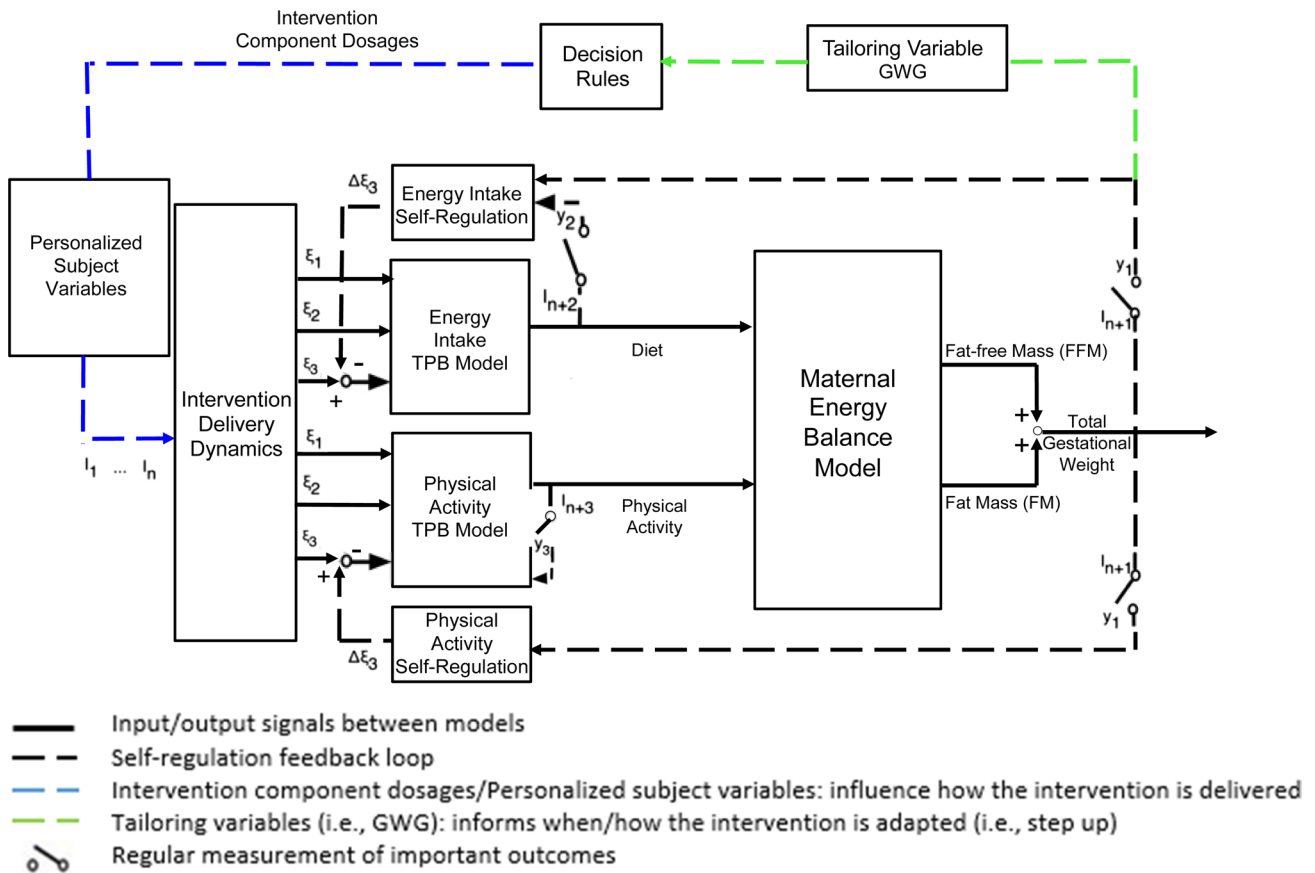 Intervention
Component Dosages
Decision
Rules
Tailoring Variable
GWG
Personalized
Subject
Variables
I1 ... In
Intervention
Delivery
Dynamics
Δξ3
Energy Intake
Self-Regulation
y2
In+2
ξ1
ξ2
ξ3
-
+
Energy
Intake
TPB Model
Diet
ξ1
ξ2
ξ3
-
+
Physical
Activity
TPB Model
In+3
y3
Physical
Activity
Δξ3
Physical
Activity
Self-Regulation
Maternal
Energy
Balance
Model
Fat-free Mass (FFM)
+
+
Fat Mass (FM)
Total
Gestational
Weight
y1
In+1
In+1
y1
Input/output signals between models
Self-regulation feedback loop
Intervention component dosages/Personalized subject variables: influence how the intervention is delivered
Tailoring variables (i.e., GWG): informs when/how the intervention is adapted (i.e., step up)
Regular measurement of important outcomes